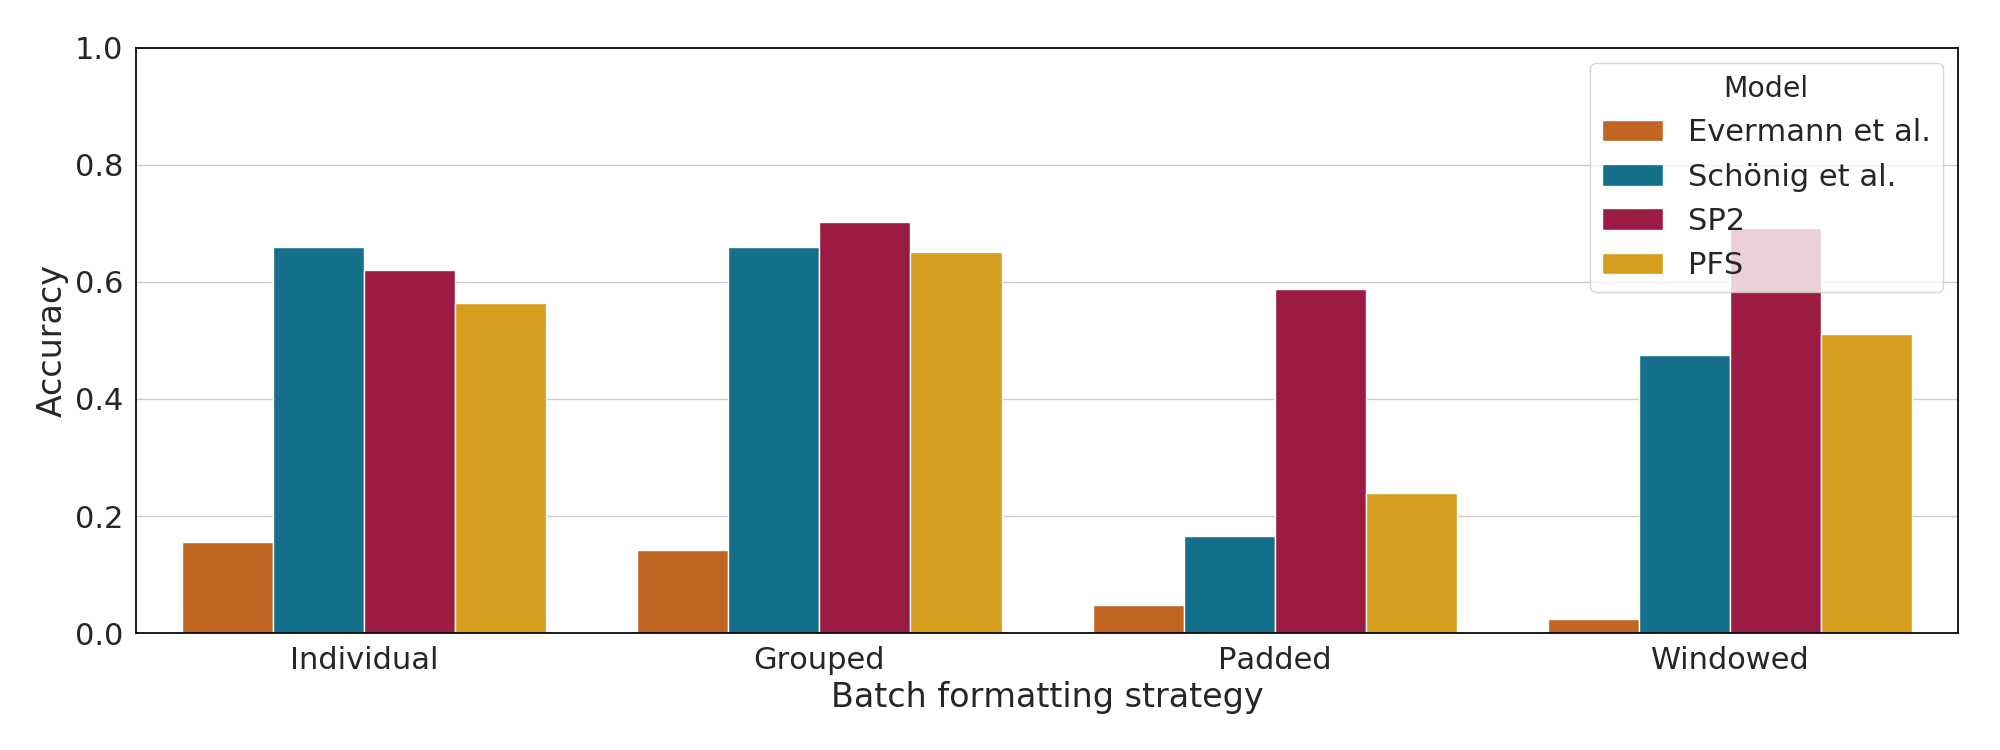 1.0
0.8
0.6
0.4
0.2
0.0
Accuracy
Model
Evermann et al.
Schönig et al.
SP2
PFS
Individual
Grouped
Padded
Windowed
Batch formatting strategy